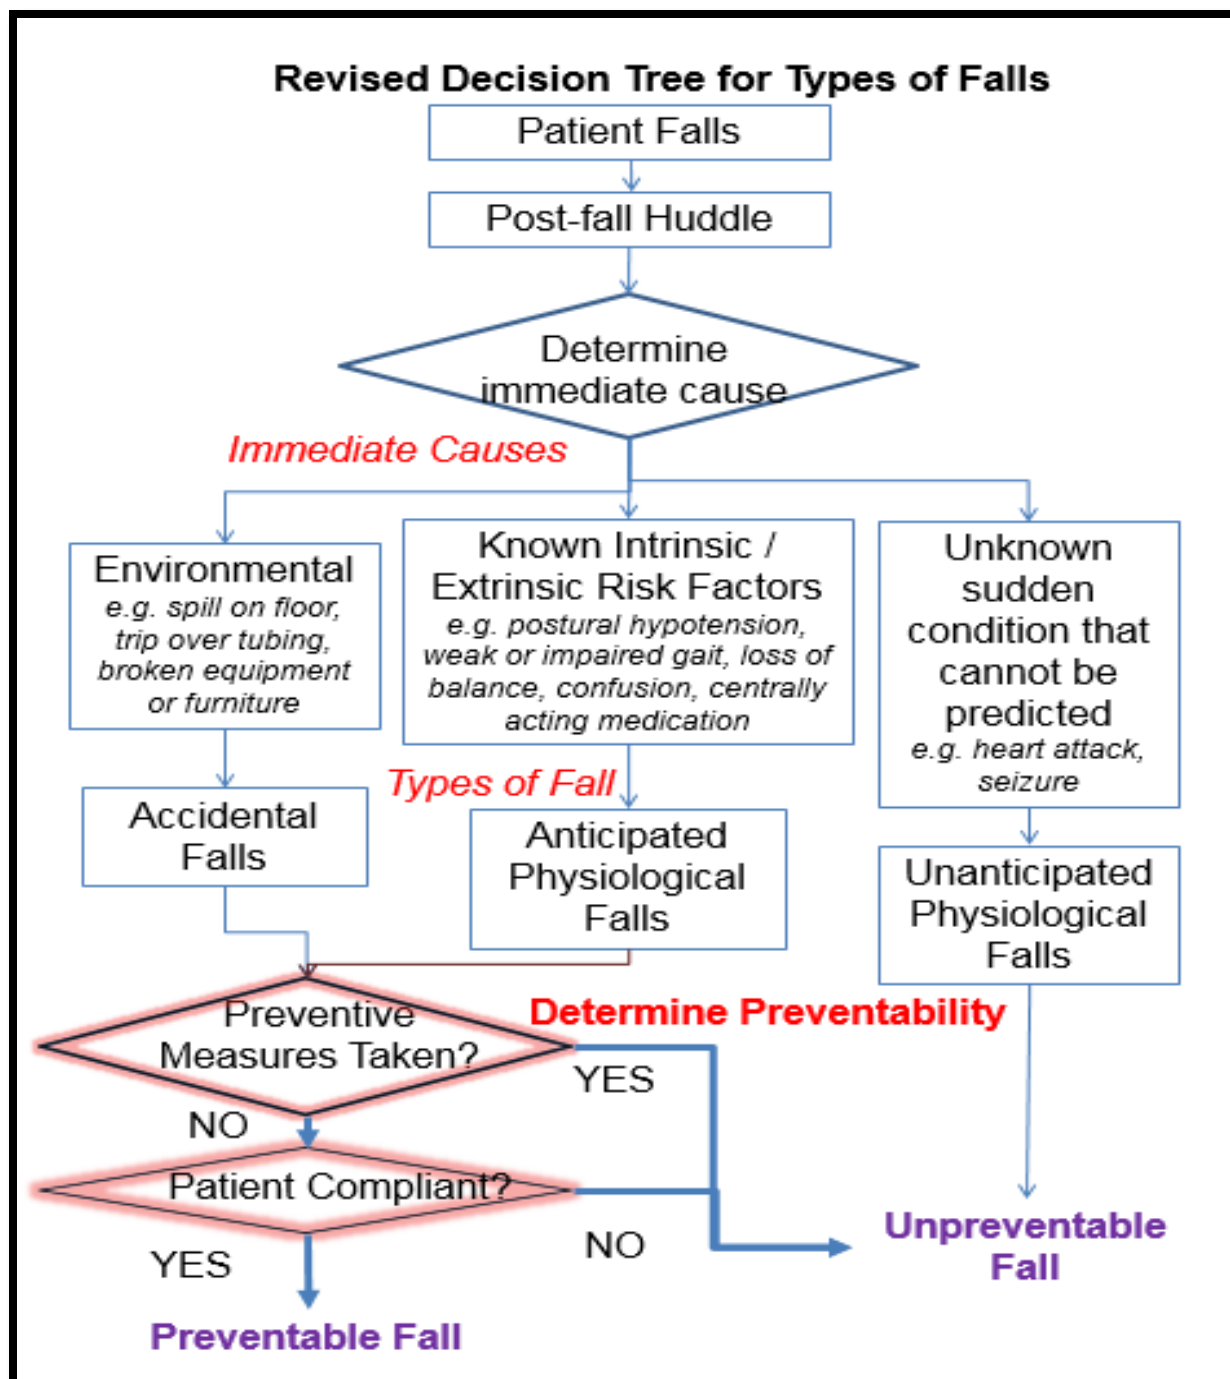 Revised Decision Tree for Types of Falls
Patient Falls
Post-fall Huddle
Determine
immediate cause
Immediate Causes
Environmental
e.g. spill on floor,
trip over tubing,
broken equipment
or furniture
Known Intrinsic /
Extrinsic Risk Factors
e.g. postural hypotension,
weak or impaired gait, loss of
balance, confusion, centrally
acting medication
Unknown
sudden
condition that
cannot be
predicted
e.g. heart attack,
seizure
Types of Fall
Accidental
Falls
Anticipated
Physiological
Falls
Unanticipated
Physiological
Falls
Preventive
Measures Taken?
Determine Preventability
YES
NO
Patient Compliant?
NO
YES
Unpreventable
Fall
Preventable Fall